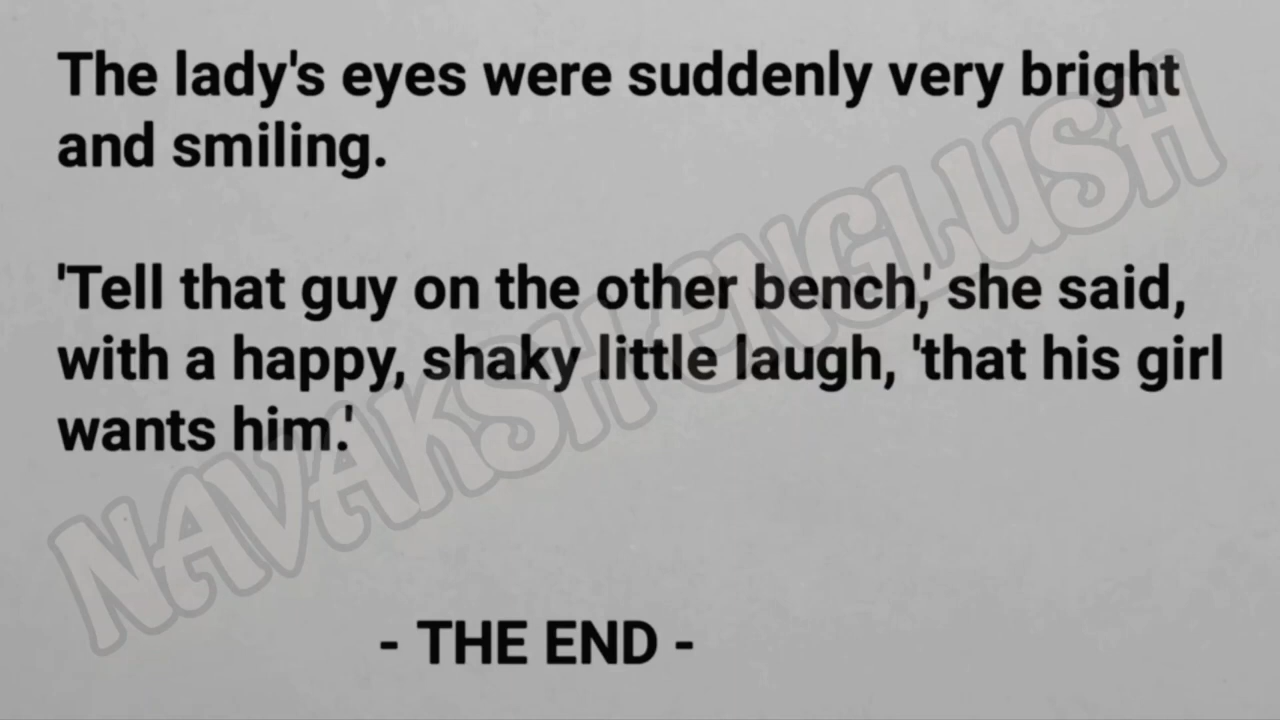 The lady's eyes were suddenly very bright
and smiling.
'Tell that guy on the other bench,' she said,
with a happy, shaky little laugh, 'that his girl
wants him.'
NAVAKSH ENGLUSH
- THE END -